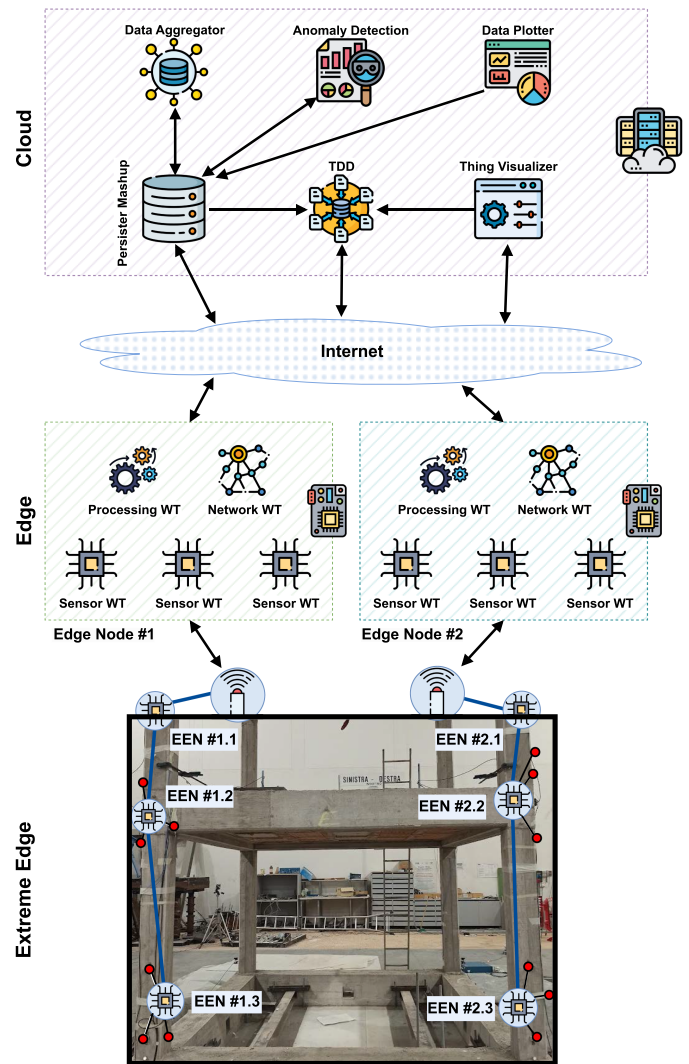 Data Aggregator
Anomaly Detection
Data Plotter
Cloud
Persister Mashup
TDD
Thing Visualizer
Internet
Edge
Processing WT
Network WT
Sensor WT
Sensor WT
Sensor WT
Edge Node #1
Processing WT
Network WT
Sensor WT
Sensor WT
Sensor WT
Edge Node #2
Extreme Edge
EEN #1.1
EEN #2.1
SINISTRA DESTRA
EEN #1.2
EEN #2.2
EEN #1.3
EEN #2.3